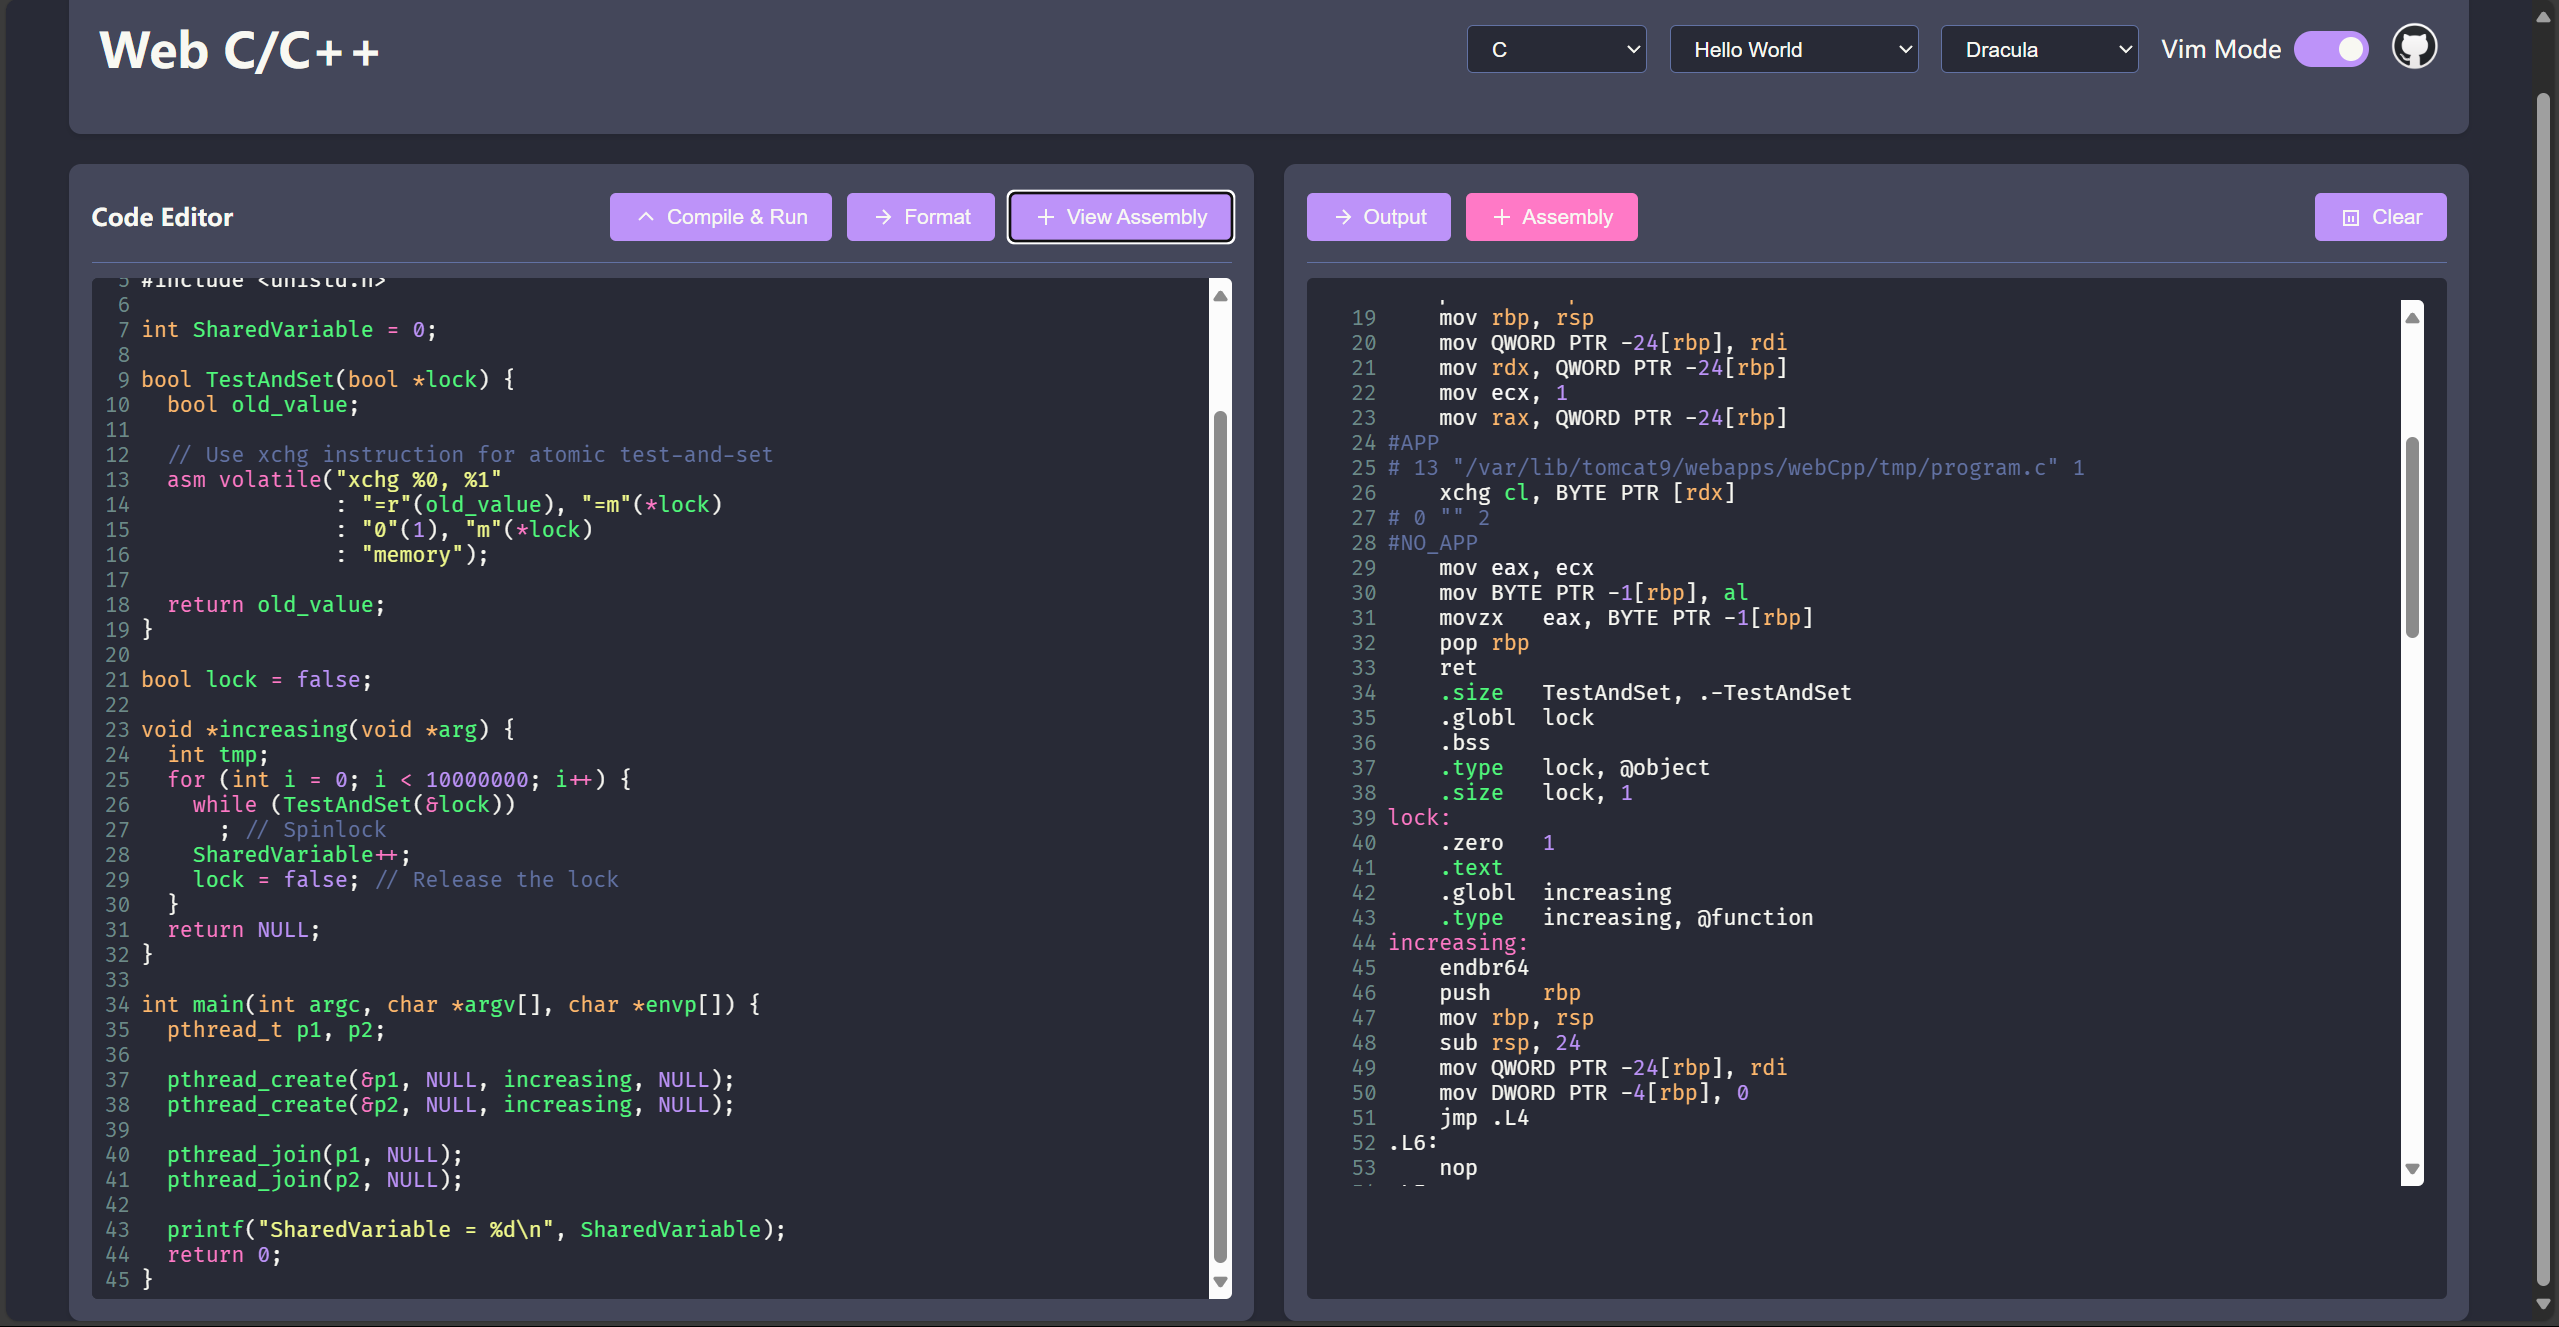 Web C/C++
C
Hello World
Dracula
Vim Mode
Code Editor
Compile & Run
Format
View Assembly
5 #include <unistd.h>
6
7 int SharedVariable = 0;
8
9 bool TestAndSet(bool *lock) {
10   bool old_value;
11
12   // Use xchg instruction for atomic test-and-set
13   asm volatile("xchg %0, %1"
14                : "=r"(old_value), "=m"(*lock)
15                : "0"(1), "m"(*lock)
16                : "memory");
17
18   return old_value;
19 }
20
21 bool lock = false;
22
23 void *increasing(void *arg) {
24   int tmp;
25   for (int i = 0; i < 10000000; i++) {
26     while (TestAndSet(&lock))
27       ; // Spinlock
28     SharedVariable++;
29     lock = false; // Release the lock
30   }
31   return NULL;
32 }
33
34 int main(int argc, char *argv[], char *envp[]) {
35   pthread_t p1, p2;
36
37   pthread_create(&p1, NULL, increasing, NULL);
38   pthread_create(&p2, NULL, increasing, NULL);
39
40   pthread_join(p1, NULL);
41   pthread_join(p2, NULL);
42
43   printf("SharedVariable = %d\n", SharedVariable);
44   return 0;
45 }
Output
Assembly
Clear
19     mov rbp, rsp
20     mov QWORD PTR -24[rbp], rdi
21     mov rdx, QWORD PTR -24[rbp]
22     mov ecx, 1
23     mov rax, QWORD PTR -24[rbp]
24 #APP
25 # 13 "/var/lib/tomcat9/webapps/webCpp/tmp/program.c" 1
26     xchg cl, BYTE PTR [rdx]
27 # 0 "" 2
28 #NO_APP
29     mov eax, ecx
30     mov BYTE PTR -1[rbp], al
31     movzx   eax, BYTE PTR -1[rbp]
32     pop rbp
33     ret
34     .size   TestAndSet, .-TestAndSet
35     .globl  lock
36     .bss
37     .type   lock, @object
38     .size   lock, 1
39 lock:
40     .zero   1
41     .text
42     .globl  increasing
43     .type   increasing, @function
44 increasing:
45     endbr64
46     push    rbp
47     mov rbp, rsp
48     sub rsp, 24
49     mov QWORD PTR -24[rbp], rdi
50     mov DWORD PTR -4[rbp], 0
51     jmp .L4
52 .L6:
53     nop